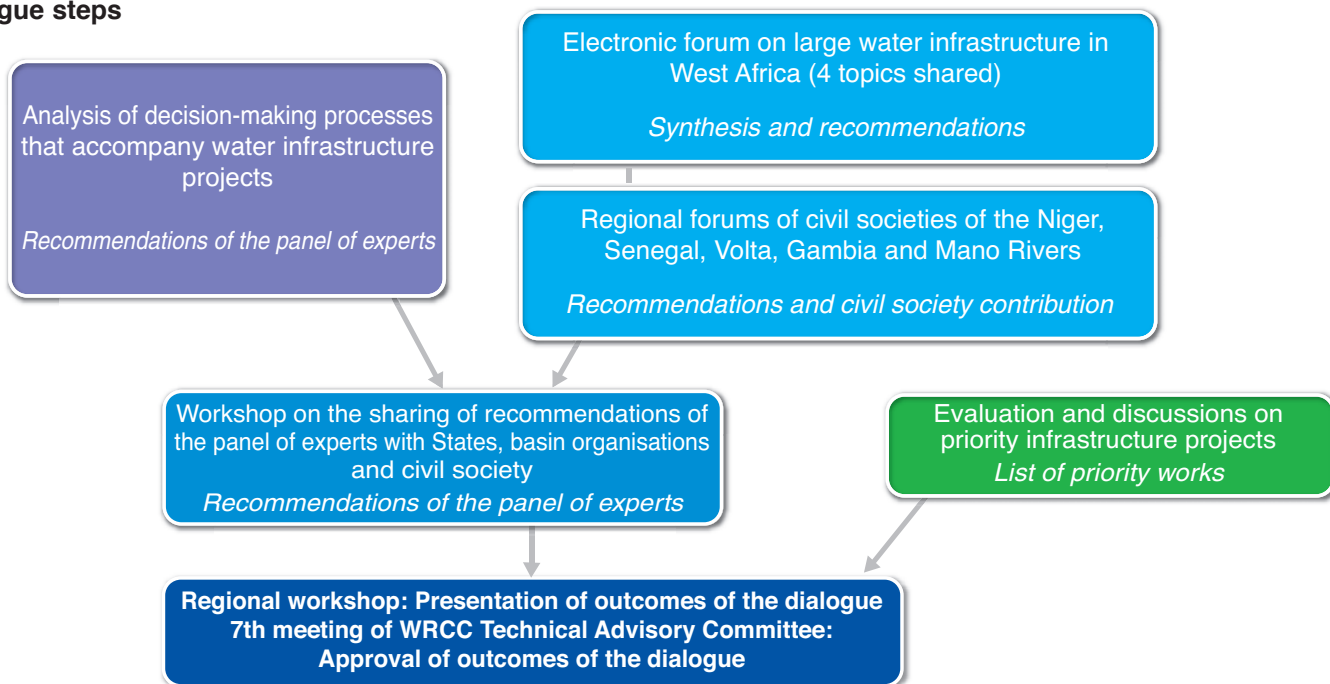 gue steps
Electronic forum on large water infrastructure in
West Africa (4 topics shared)
Synthesis and recommendations
Analysis of decision-making processes
that accompany water infrastructure
projects
Recommendations of the panel of experts
Regional forums of civil societies of the Niger,
Senegal, Volta, Gambia and Mano Rivers
Recommendations and civil society contribution
Workshop on the sharing of recommendations of
the panel of experts with States, basin organisations
and civil society
Recommendations of the panel of experts
Evaluation and discussions on
priority infrastructure projects
List of priority works
Regional workshop: Presentation of outcomes of the dialogue
7th meeting of WRCC Technical Advisory Committee:
Approval of outcomes of the dialogue